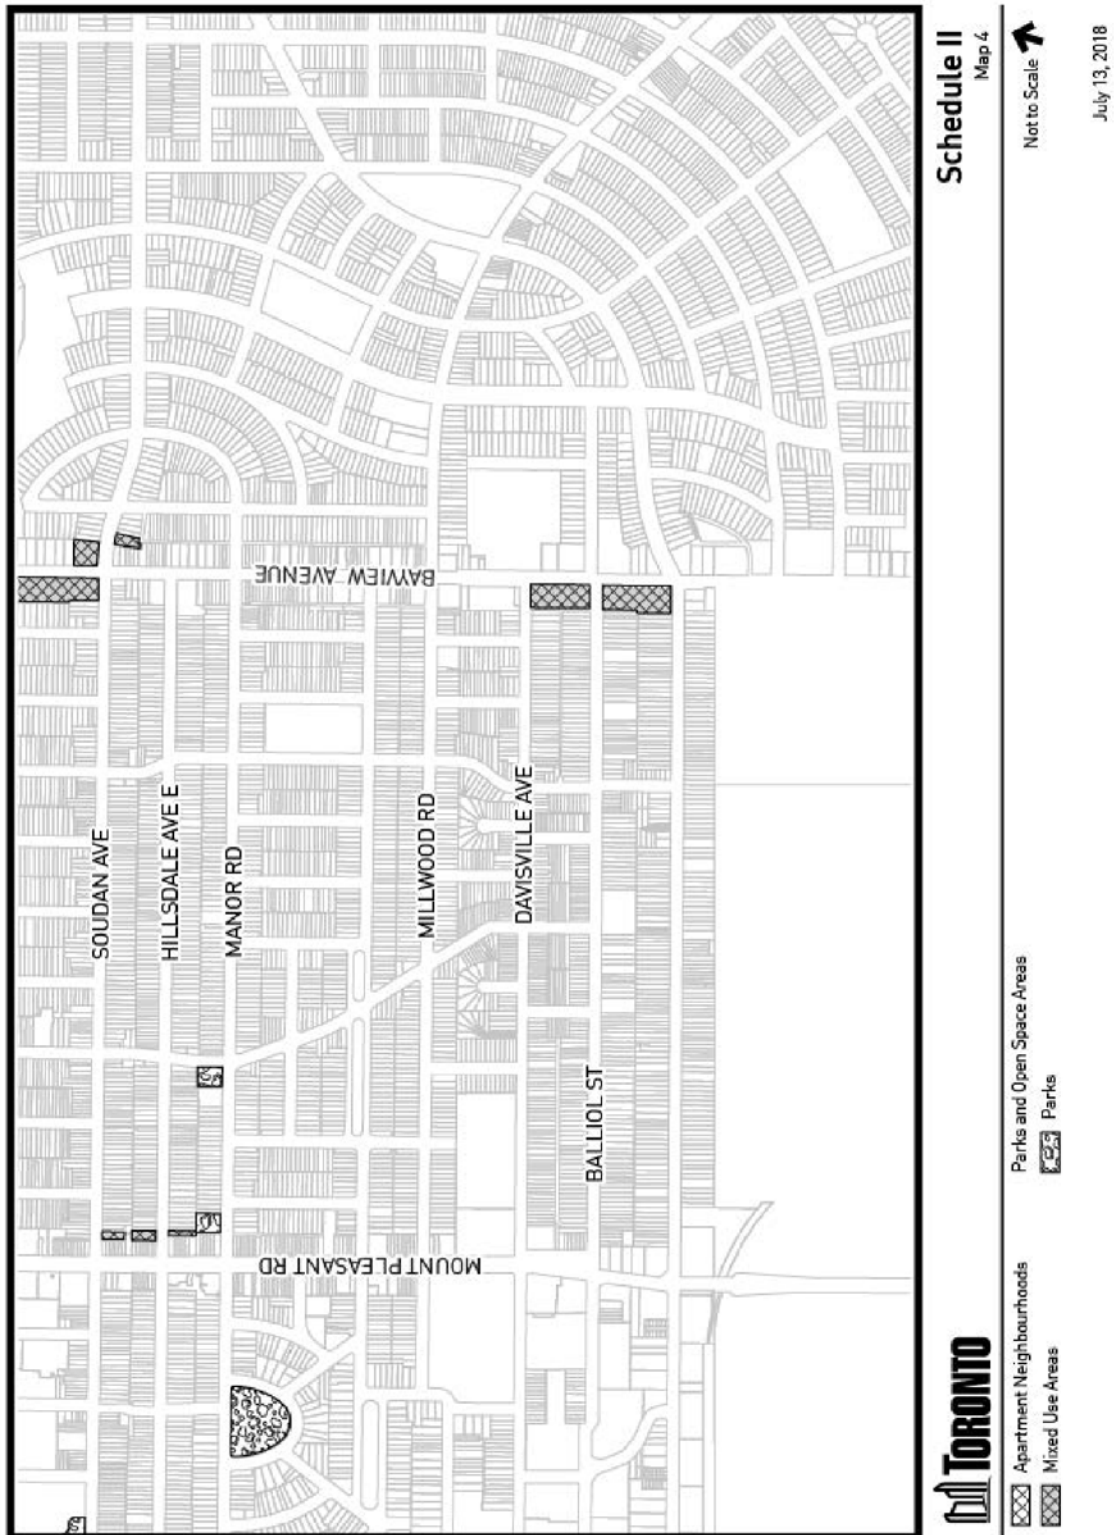 SOUDAN AVE
HILLSDALE AVE E
MANOR RD
BAYVIEW AVENUE
MILLWOOD RD
DAVISVILLE AVE
MOUNT PLEASANT RD
BALLIOL ST
TORONTO
Schedule II
Map 4
Apartment Neighbourhoods
Mixed Use Areas
Parks and Open Space Areas
Parks
Not to Scale
July 13, 2018